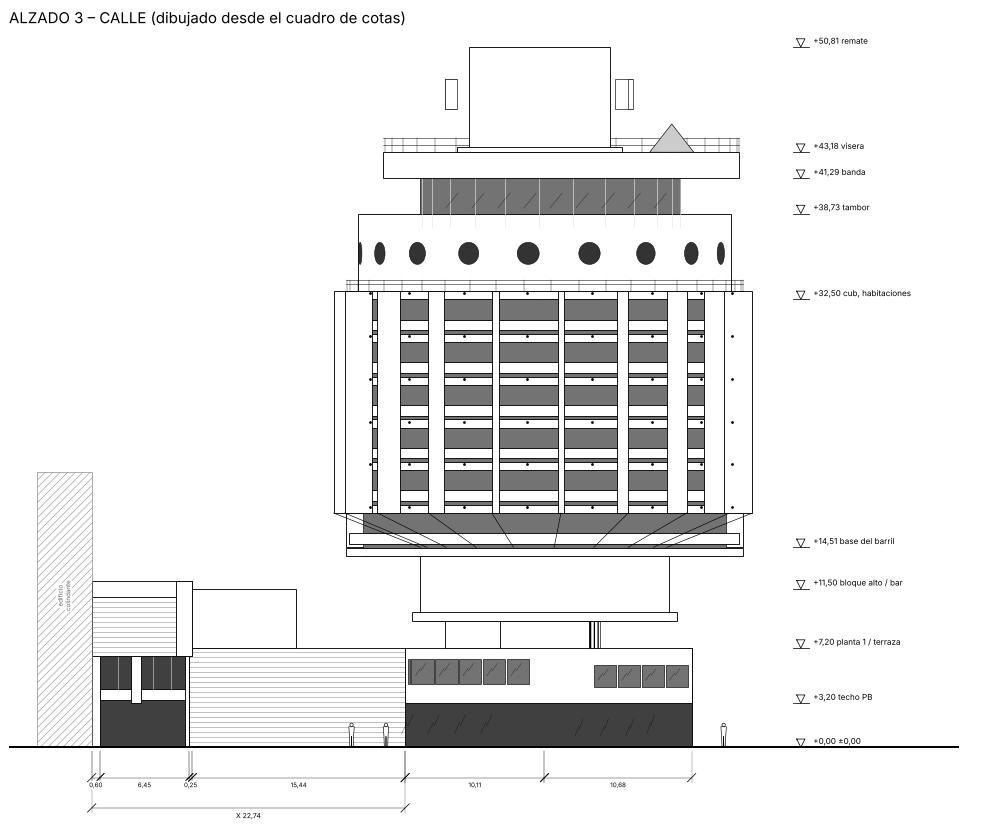 ALZADO 3 – CALLE (dibujado desde el cuadro de cotas)
+50,81 remate
+43,18 visera
+41,29 banda
+38,73 tambor
+32,50 cub, habitaciones
+14,51 base del barril
+11,50 bloque alto / bar
+7,20 planta 1 / terraza
+3,20 techo PB
+0,00 ±0,00
edificio
colindante
0,60
6,45
0,25
15,44
10,11
10,68
X 22,74